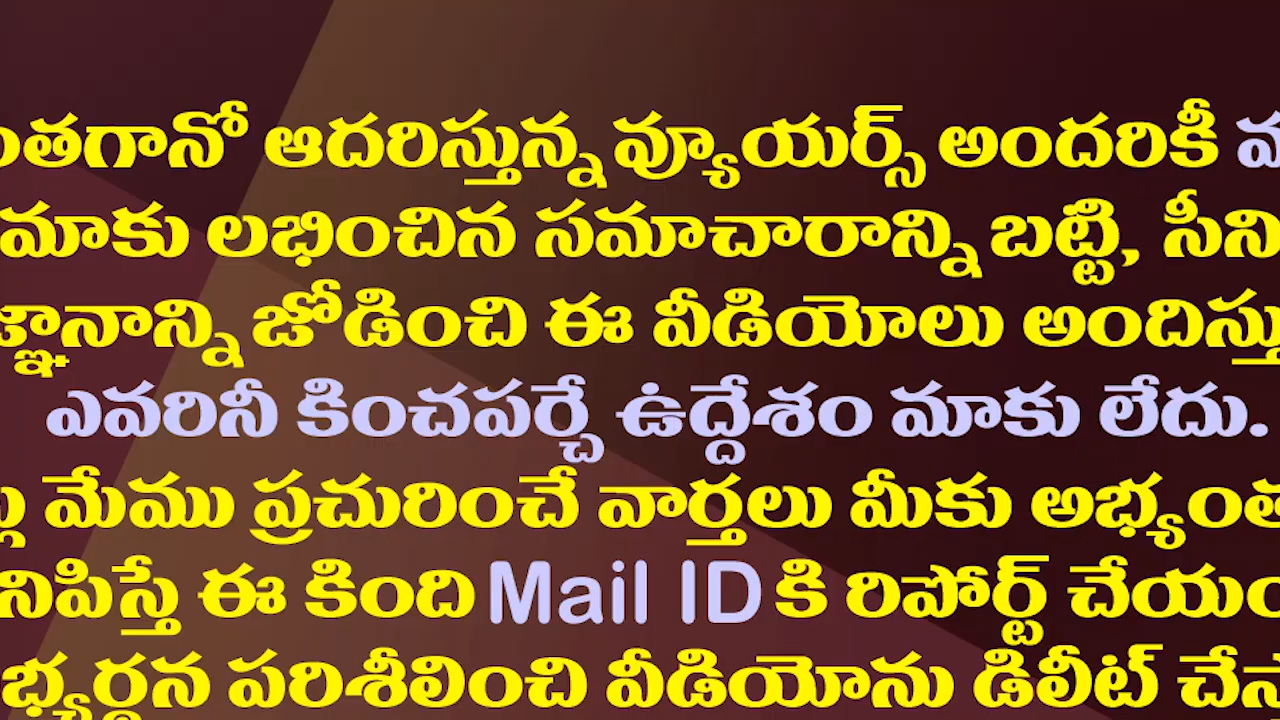 ంతగానో ఆదరిస్తున్న వ్యూయర్స్ అందరికీ
మాకు లభించిన సమాచారాన్ని బట్టి, సీని
జ్ఞానాన్ని జోడించి ఈ వీడియోలు అందిస్తు
ఎవరినీ కించపర్చే ఉద్దేశం మాకు లేదు.
మేము ప్రచురించే వార్తలు మీకు అభ్యంత
నిపిస్తే ఈ కింది Mail ID కి రిపోర్ట్ చేయం
భ్యర్థన పరిశీలించి వీడియోను డిలీట్ చేస